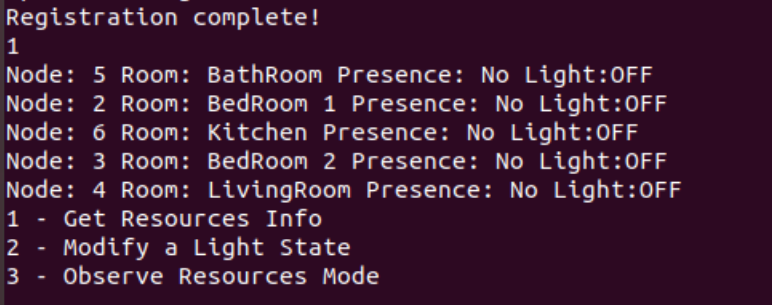 Registration complete!
1
Node: 5 Room: BathRoom Presence: No Light:OFF
Node: 2 Room: BedRoom 1 Presence: No Light:OFF
Node: 6 Room: Kitchen Presence: No Light:OFF
Node: 3 Room: BedRoom 2 Presence: No Light:OFF
Node: 4 Room: LivingRoom Presence: No Light:OFF
1 - Get Resources Info
2 - Modify a Light State
3 - Observe Resources Mode